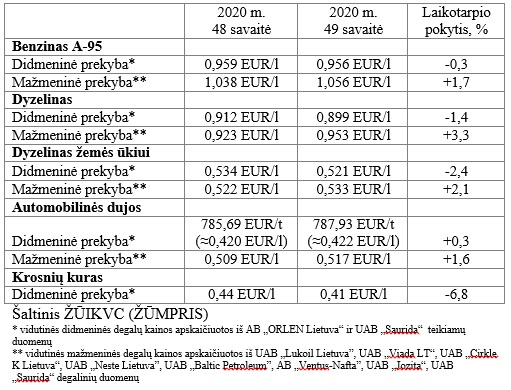 2020 m. 48 savaitė 2020 m. 49 savaitė Laikotarpio pokytis, %
Benzinas A-95
Didmeninė prekyba* 0,959 EUR/l 0,956 EUR/l -0,3
Mažmeninė prekyba** 1,038 EUR/l 1,056 EUR/l +1,7
Dyzelinas
Didmeninė prekyba* 0,912 EUR/l 0,899 EUR/l -1,4
Mažmeninė prekyba** 0,923 EUR/l 0,953 EUR/l +3,3
Dyzelinas žemės ūkiui
Didmeninė prekyba* 0,534 EUR/l 0,521 EUR/l -2,4
Mažmeninė prekyba** 0,522 EUR/l 0,533 EUR/l +2,1
Automobilinės dujos
Didmeninė prekyba* 785,69 EUR/t (≈0,420 EUR/l) 787,93 EUR/t (≈0,422 EUR/l) +0,3
Mažmeninė prekyba** 0,509 EUR/l 0,517 EUR/l +1,6
Krosnių kuras
Didmeninė prekyba* 0,44 EUR/l 0,41 EUR/l -6,8
Šaltinis ŽŪIKVC (ŽŪMPRIS)
* vidutinės didmeninės degalų kainos apskaičiuotos iš AB „ORLEN Lietuva“ ir UAB „Saurida“ teikiamų
duomenų
** vidutinės mažmeninės degalų kainos apskaičiuotos iš UAB „Lukoil Lietuva”, UAB „Viada LT“, UAB „Cirkle
K Lietuva“, UAB „Neste Lietuva”, UAB „Baltic Petroleum”, AB „Ventus-Nafta”, UAB „Jozita”, UAB
„Saurida” degalinių duomenų